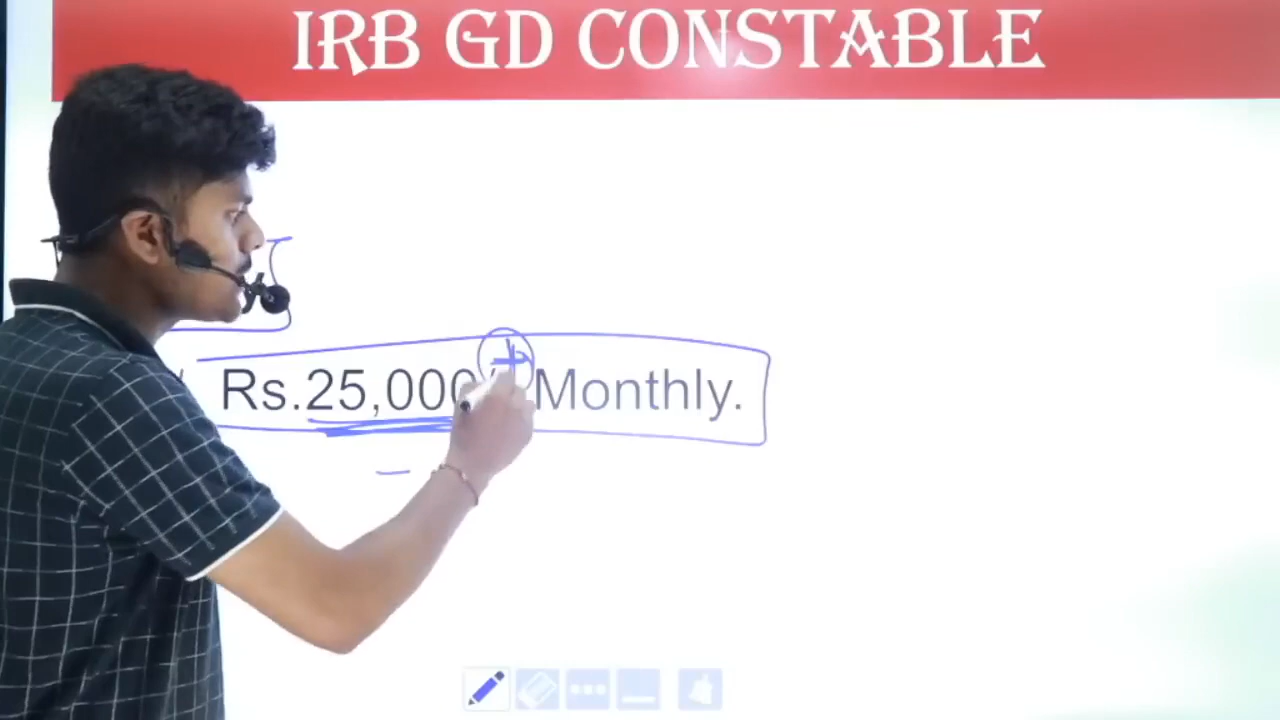 IRB GD CONSTABLE
Rs.25,000/ + Monthly.